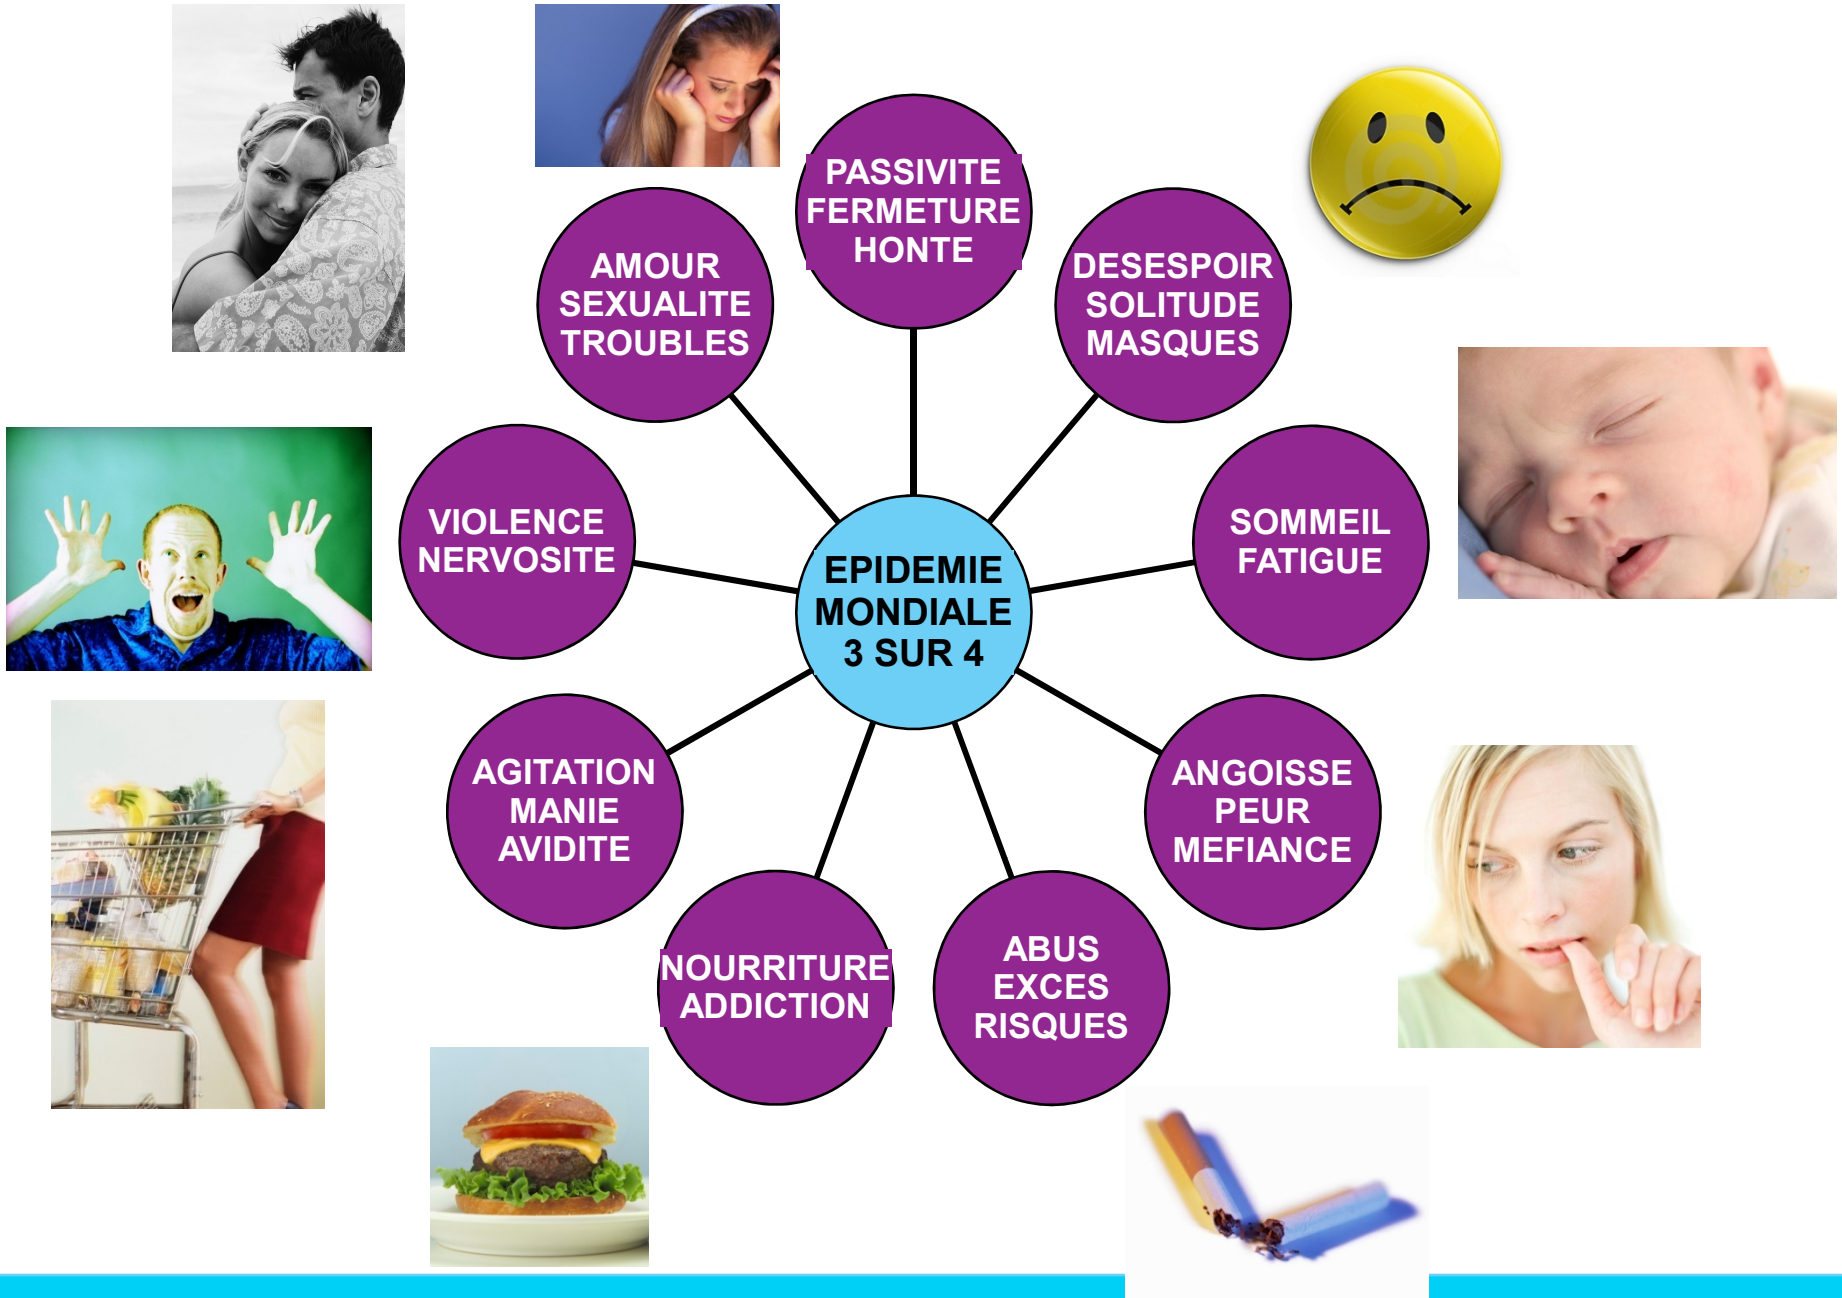 PASSIVITE
FERMETURE
HONTE
DESESPOIR
SOLITUDE
MASQUES
SOMMEIL
FATIGUE
ANGOISSE
PEUR
MEFIANCE
ABUS
EXCES
RISQUES
NOURRITURE
ADDICTION
AGITATION
MANIE
AVIDITE
VIOLENCE
NERVOSITE
AMOUR
SEXUALITE
TROUBLES
EPIDEMIE
MONDIALE
3 SUR 4